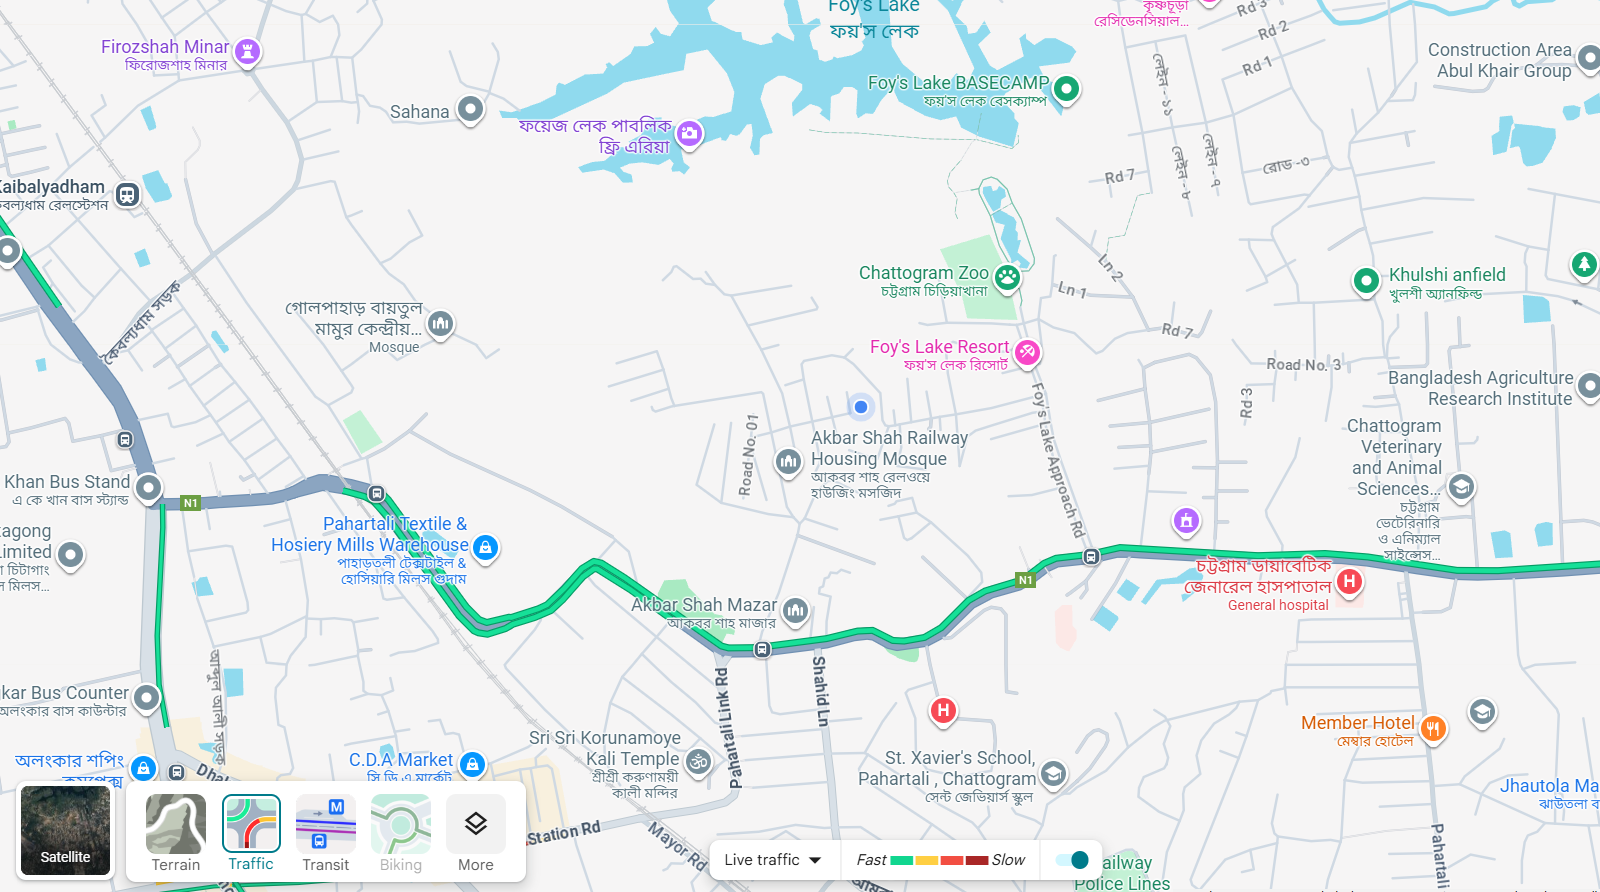 Foy's Lake
ফয়'স লেক
কৃষ্ণচূড়া
রেসিডেনসিয়াল...
Rd 3
Rd 2
Rd 1
Construction Area
Abul Khair Group
Firozshah Minar
ফিরোজশাহ মিনার
Sahana
Foy's Lake BASECAMP
ফয়'স লেক বেসক্যাম্প
ফয়েজ লেক পাবলিক
ফ্রি এরিয়া
লেইন - ১১
লেইন - ৮
লেইন - ৭
রোড -৩
Rd 7
Kaibalyadham
কৈবল্যধাম রেলস্টেশন
Chattogram Zoo
চট্টগ্রাম চিড়িয়াখানা
Ln 2
Ln 1
Khulshi anfield
খুলশী অ্যানফিল্ড
কৈবল্যধাম সড়ক
গোলপাহাড় বায়তুল
মামুর কেন্দ্রীয়...
Mosque
Rd 7
Foy's Lake Resort
ফয়'স লেক রিসোর্ট
Road No. 3
Rd 3
Bangladesh Agriculture
Research Institute
Foy's Lake Approach Rd
Road No. 01
Akbar Shah Railway
Housing Mosque
আকবর শাহ রেলওয়ে
হাউজিং মসজিদ
Chattogram
Veterinary
and Animal
Sciences...
চট্টগ্রাম
ভেটেরিনারি
ও এনিম্যাল
সাইন্সেস...
Khan Bus Stand
এ কে খান বাস স্ট্যান্ড
N1
Pahartali Textile &
Hosiery Mills Warehouse
পাহাড়তলী টেক্সটাইল &
হোসিয়ারি মিলস গুদাম
tagong
Limited
চিটাগাং
মিলস...
N1
চট্টগ্রাম ডায়াবেটিক
জেনারেল হাসপাতাল
General hospital
Akbar Shah Mazar
আকবর শাহ মাজার
আব্দুল আলী সড়ক
Pahartali Link Rd
Shahid Ln
kar Bus Counter
অলংকার বাস কাউন্টার
Member Hotel
মেম্বার হোটেল
Sri Sri Korunamoye
Kali Temple
শ্রীশ্রী করুণাময়ী
কালী মন্দির
C.D.A Market
সি ডি এ মার্কেট
অলংকার শপিং
কমপ্লেক্স
St. Xavier's School,
Pahartali , Chattogram
সেন্ট জেভিয়ার্স স্কুল
Jhautola Ma
ঝাউতলা বা
Station Rd
Mayor Rd
Pahartali
Railway
Police Lines
Satellite
Terrain
Traffic
M
Transit
Biking
More
Live traffic
Fast
Slow